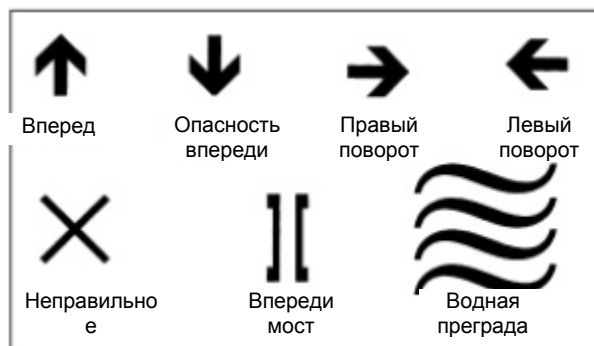 Вперед
Опасность
впереди
Правый
поворот
Левый
поворот
Неправильно
е
Впереди
мост
Водная
преграда